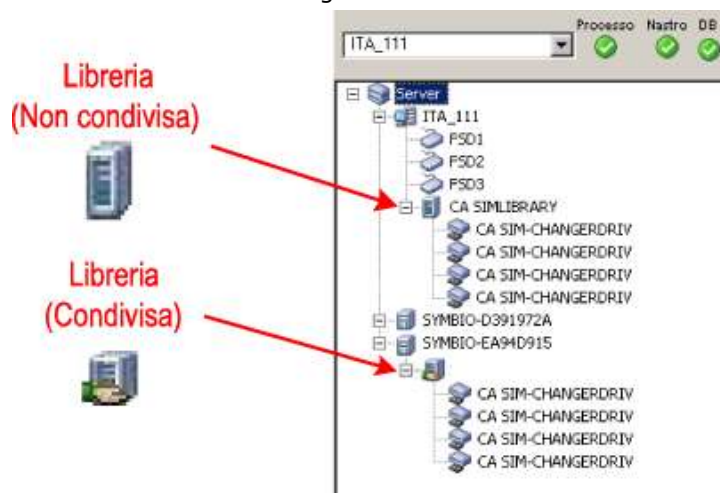 Processo Nastro DB
ITA_111
Libreria
(Non condivisa)
Libreria
(Condivisa)
Server
ITA_111
FSD1
FSD2
FSD3
CA SIMLIBRARY
CA SIM-CHANGERDRIV
CA SIM-CHANGERDRIV
CA SIM-CHANGERDRIV
CA SIM-CHANGERDRIV
SYMBIO-D391972A
SYMBIO-EA94D915
CA SIM-CHANGERDRIV
CA SIM-CHANGERDRIV
CA SIM-CHANGERDRIV
CA SIM-CHANGERDRIV